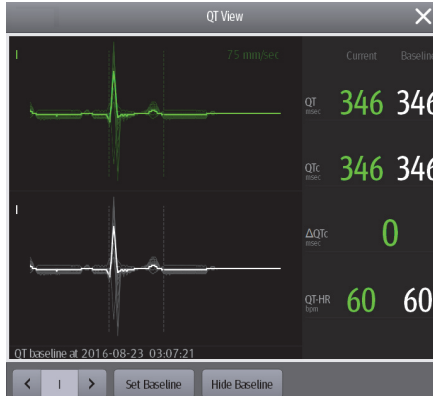 QT View
I
75 mm/sec
Current Baseline
QT
msec
346 346
QTc
msec
346 346
I
ΔQTc
msec
0
QT-HR
bpm
60 60
QT baseline at 2016-08-23 03:07:21
< I > Set Baseline Hide Baseline